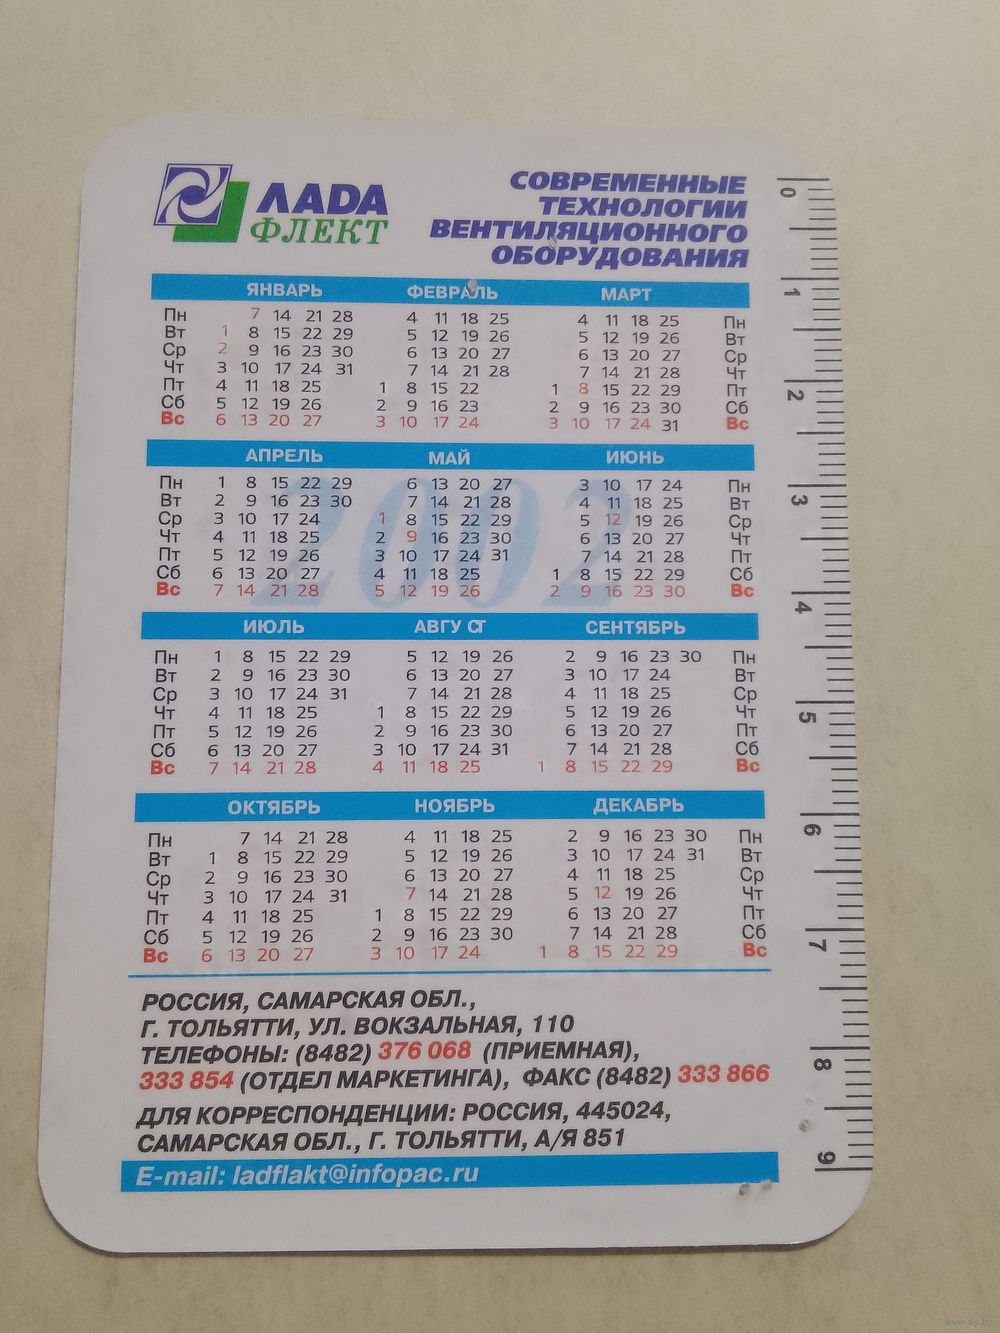 ЛАДА
ФЛЕКТ
СОВРЕМЕННЫЕ
ТЕХНОЛОГИИ
ВЕНТИЛЯЦИОННОГО
ОБОРУДОВАНИЯ
ЯНВАРЬ ФЕВРАЛЬ МАРТ
Пн 7 14 21 28 4 11 18 25 4 11 18 25 Пн
Вт 1 8 15 22 29 5 12 19 26 5 12 19 26 Вт
Ср 2 9 16 23 30 6 13 20 27 6 13 20 27 Ср
Чт 3 10 17 24 31 7 14 21 28 7 14 21 28 Чт
Пт 4 11 18 25 1 8 15 22 1 8 15 22 29 Пт
Сб 5 12 19 26 2 9 16 23 2 9 16 23 30 Сб
Вс 6 13 20 27 3 10 17 24 3 10 17 24 31 Вс
АПРЕЛЬ МАЙ ИЮНЬ
2002
Пн 1 8 15 22 29 6 13 20 27 3 10 17 24 Пн
Вт 2 9 16 23 30 7 14 21 28 4 11 18 25 Вт
Ср 3 10 17 24 1 8 15 22 29 5 12 19 26 Ср
Чт 4 11 18 25 2 9 16 23 30 6 13 20 27 Чт
Пт 5 12 19 26 3 10 17 24 31 7 14 21 28 Пт
Сб 6 13 20 27 4 11 18 25 1 8 15 22 29 Сб
Вс 7 14 21 28 5 12 19 26 2 9 16 23 30 Вс
ИЮЛЬ АВГУСТ СЕНТЯБРЬ
Пн 1 8 15 22 29 5 12 19 26 2 9 16 23 30 Пн
Вт 2 9 16 23 30 6 13 20 27 3 10 17 24 Вт
Ср 3 10 17 24 31 7 14 21 28 4 11 18 25 Ср
Чт 4 11 18 25 1 8 15 22 29 5 12 19 26 Чт
Пт 5 12 19 26 2 9 16 23 30 6 13 20 27 Пт
Сб 6 13 20 27 3 10 17 24 31 7 14 21 28 Сб
Вс 7 14 21 28 4 11 18 25 1 8 15 22 29 Вс
ОКТЯБРЬ НОЯБРЬ ДЕКАБРЬ
Пн 7 14 21 28 4 11 18 25 2 9 16 23 30 Пн
Вт 1 8 15 22 29 5 12 19 26 3 10 17 24 31 Вт
Ср 2 9 16 23 30 6 13 20 27 4 11 18 25 Ср
Чт 3 10 17 24 31 7 14 21 28 5 12 19 26 Чт
Пт 4 11 18 25 1 8 15 22 29 6 13 20 27 Пт
Сб 5 12 19 26 2 9 16 23 30 7 14 21 28 Сб
Вс 6 13 20 27 3 10 17 24 1 8 15 22 29 Вс
РОССИЯ, САМАРСКАЯ ОБЛ.,
Г. ТОЛЬЯТТИ, УЛ. ВОКЗАЛЬНАЯ, 110
ТЕЛЕФОНЫ: (8482) 376 068 (ПРИЕМНАЯ),
333 854 (ОТДЕЛ МАРКЕТИНГА), ФАКС (8482) 333 866
ДЛЯ КОРРЕСПОНДЕНЦИИ: РОССИЯ, 445024,
САМАРСКАЯ ОБЛ., Г. ТОЛЬЯТТИ, А/Я 851
E-mail: ladflakt@infopac.ru
0
1
2
3
4
5
6
7
8
9
www.ay.by